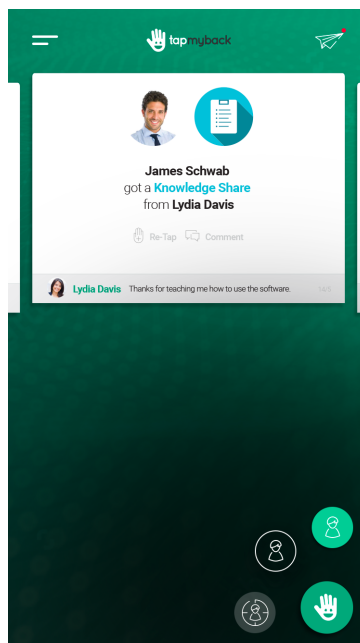 tapmyback
James Schwab
got a Knowledge Share
from Lydia Davis
Re-Tap Comment
Lydia Davis Thanks for teaching me how to use the software.